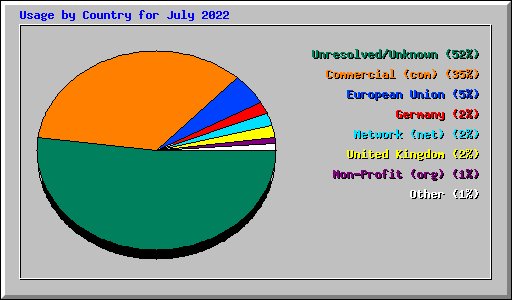 Usage by Country for July 2022
Unresolved/Unknown (52%)
Commercial (com) (35%)
European Union (5%)
Germany (2%)
Network (net) (2%)
United Kingdom (2%)
Non-Profit (org) (1%)
Other (1%)